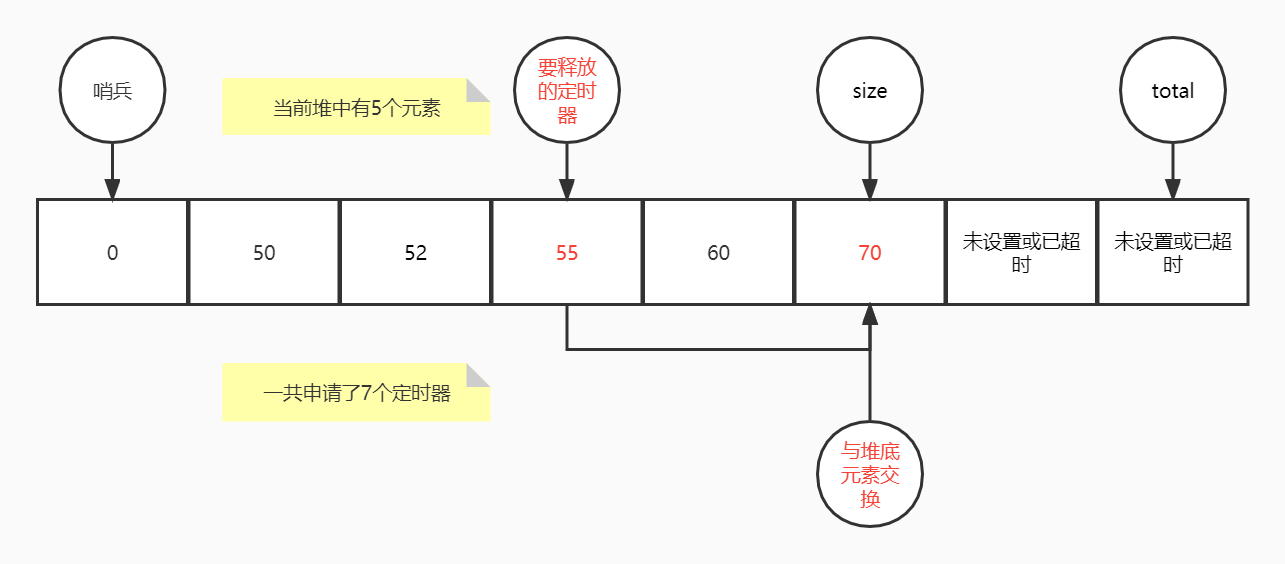 哨兵
当前堆中有5个元素
要释放
的定时
器
size
total
0
50
52
55
60
70
未设置或已超
时
未设置或已超
时
一共申请了7个定时器
与堆底
元素交
换